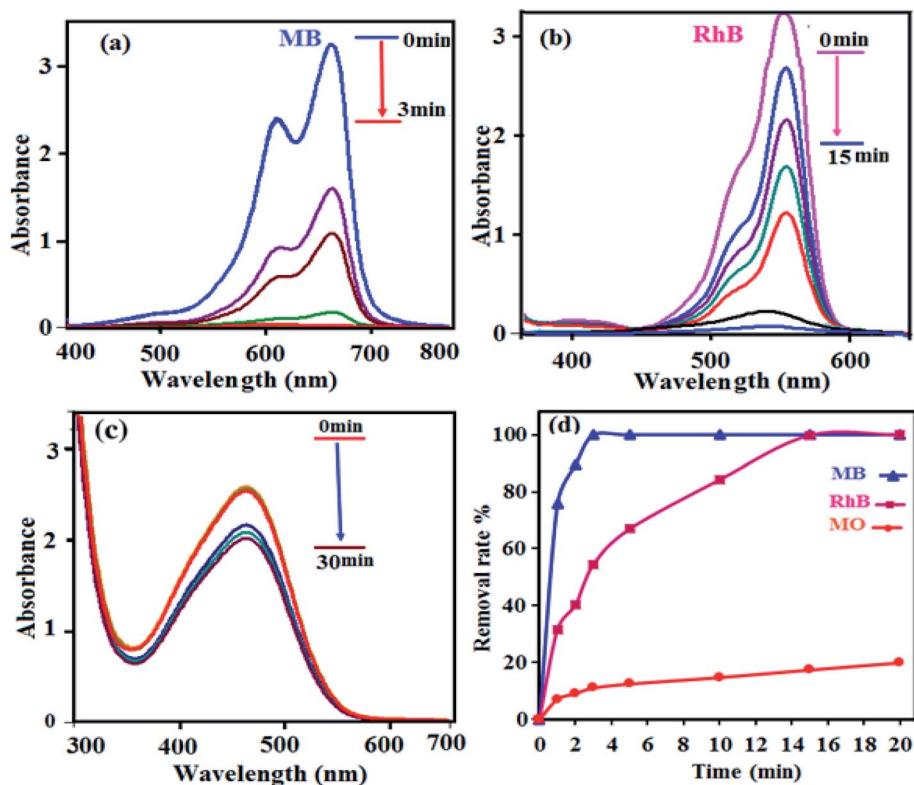 (a)
MB
0min
3min
3
2
1
0
400
500
600
700
800
Absorbance
Wavelength (nm)
(b)
RhB
0min
15 min
3
2
1
0
400
500
600
Absorbance
Wavelength (nm)
(c)
0min
30min
3
2
1
0
300
400
500
600
700
Absorbance
Wavelength (nm)
(d)
MB
RhB
MO
100
80
60
40
20
0
0 2 4 6 8 10 12 14 16 18 20
Removal rate %
Time (min)